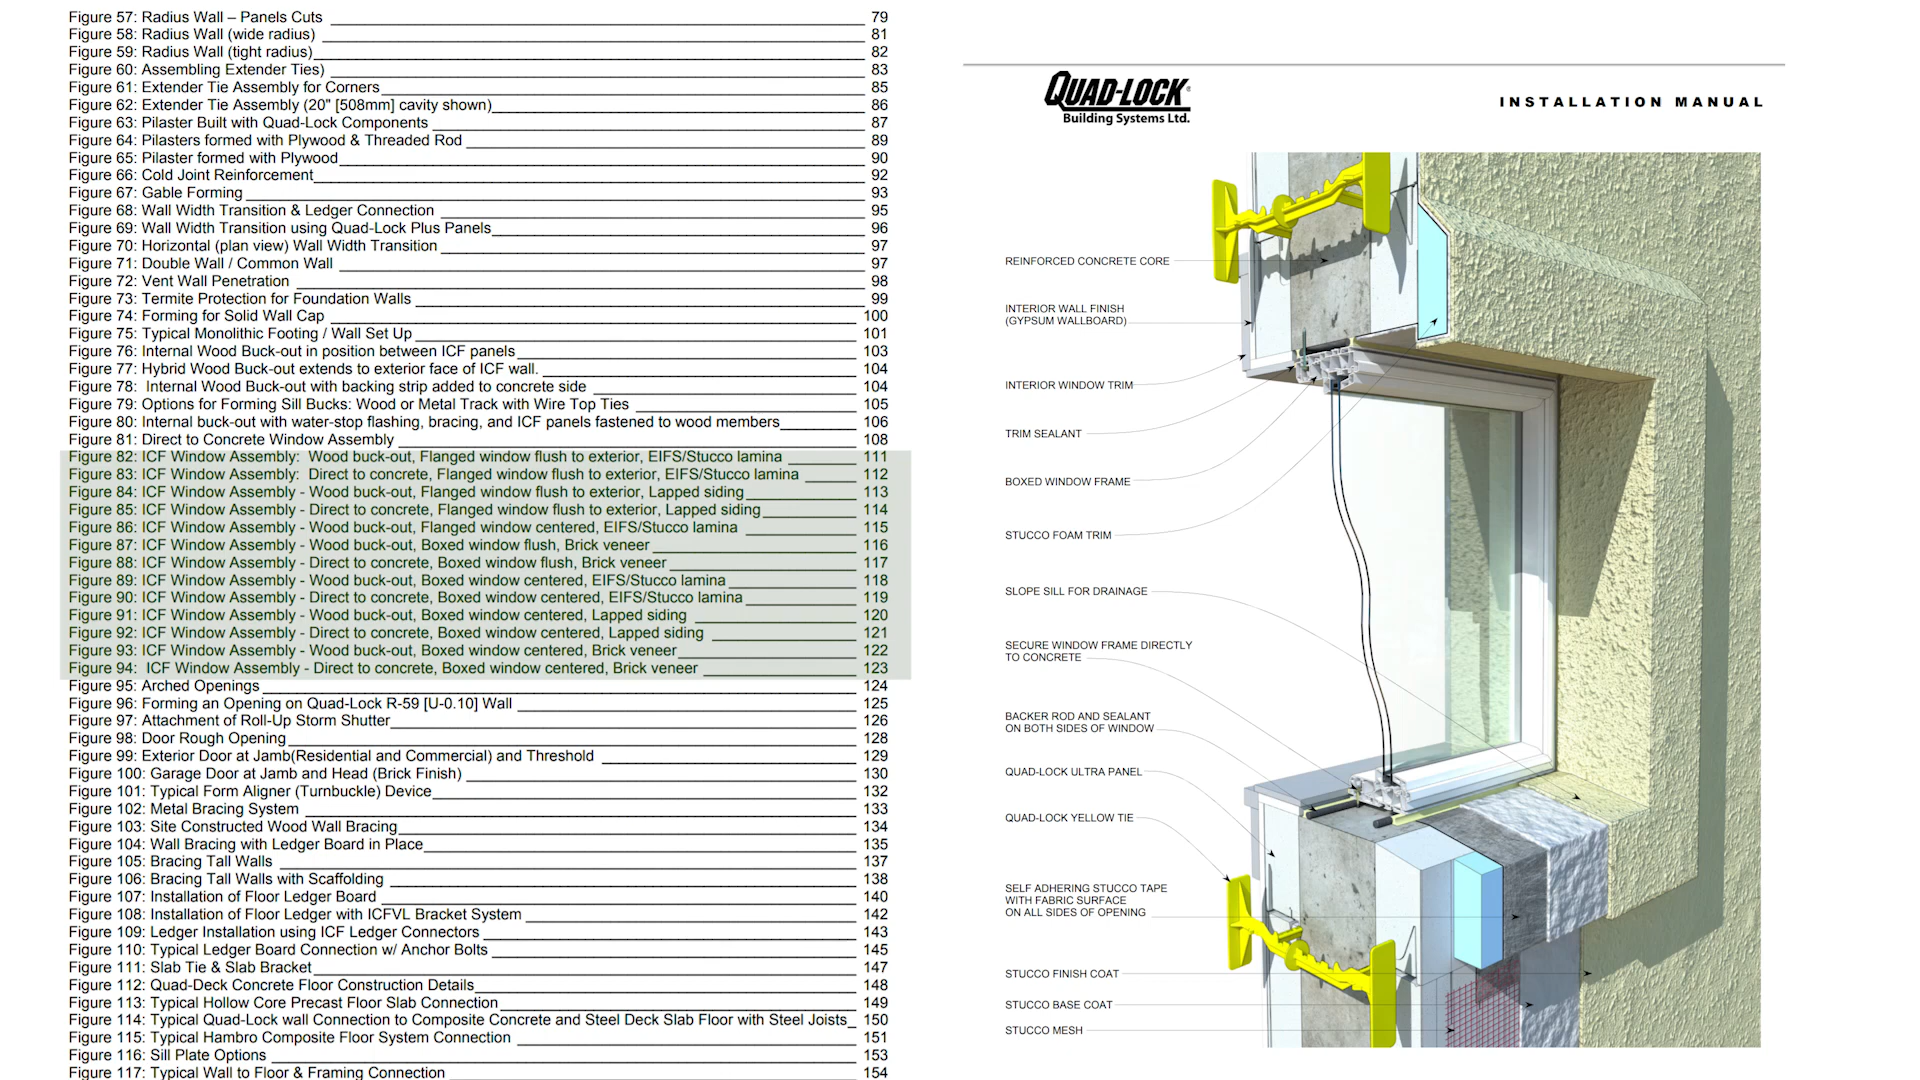 Figure 57: Radius Wall – Panels Cuts 79
Figure 58: Radius Wall (wide radius) 81
Figure 59: Radius Wall (tight radius) 82
Figure 60: Assembling Extender Ties) 83
Figure 61: Extender Tie Assembly for Corners 85
Figure 62: Extender Tie Assembly (20" [508mm] cavity shown) 86
Figure 63: Pilaster Built with Quad-Lock Components 87
Figure 64: Pilasters formed with Plywood & Threaded Rod 89
Figure 65: Pilaster formed with Plywood 90
Figure 66: Cold Joint Reinforcement 92
Figure 67: Gable Forming 93
Figure 68: Wall Width Transition & Ledger Connection 95
Figure 69: Wall Width Transition using Quad-Lock Plus Panels 96
Figure 70: Horizontal (plan view) Wall Width Transition 97
Figure 71: Double Wall / Common Wall 97
Figure 72: Vent Wall Penetration 98
Figure 73: Termite Protection for Foundation Walls 99
Figure 74: Forming for Solid Wall Cap 100
Figure 75: Typical Monolithic Footing / Wall Set Up 101
Figure 76: Internal Wood Buck-out in position between ICF panels 103
Figure 77: Hybrid Wood Buck-out extends to exterior face of ICF wall. 104
Figure 78: Internal Wood Buck-out with backing strip added to concrete side 104
Figure 79: Options for Forming Sill Bucks: Wood or Metal Track with Wire Top Ties 105
Figure 80: Internal buck-out with water-stop flashing, bracing, and ICF panels fastened to wood members 106
Figure 81: Direct to Concrete Window Assembly 108
Figure 82: ICF Window Assembly: Wood buck-out, Flanged window flush to exterior, EIFS/Stucco lamina 111
Figure 83: ICF Window Assembly: Direct to concrete, Flanged window flush to exterior, EIFS/Stucco lamina 112
Figure 84: ICF Window Assembly - Wood buck-out, Flanged window flush to exterior, Lapped siding 113
Figure 85: ICF Window Assembly - Direct to concrete, Flanged window flush to exterior, Lapped siding 114
Figure 86: ICF Window Assembly - Wood buck-out, Flanged window centered, EIFS/Stucco lamina 115
Figure 87: ICF Window Assembly - Wood buck-out, Boxed window flush, Brick veneer 116
Figure 88: ICF Window Assembly - Direct to concrete, Boxed window flush, Brick veneer 117
Figure 89: ICF Window Assembly - Wood buck-out, Boxed window centered, EIFS/Stucco lamina 118
Figure 90: ICF Window Assembly - Direct to concrete, Boxed window centered, EIFS/Stucco lamina 119
Figure 91: ICF Window Assembly - Wood buck-out, Boxed window centered, Lapped siding 120
Figure 92: ICF Window Assembly - Direct to concrete, Boxed window centered, Lapped siding 121
Figure 93: ICF Window Assembly - Wood buck-out, Boxed window centered, Brick veneer 122
Figure 94: ICF Window Assembly - Direct to concrete, Boxed window centered, Brick veneer 123
Figure 95: Arched Openings 124
Figure 96: Forming an Opening on Quad-Lock R-59 [U-0.10] Wall 125
Figure 97: Attachment of Roll-Up Storm Shutter 126
Figure 98: Door Rough Opening 128
Figure 99: Exterior Door at Jamb(Residential and Commercial) and Threshold 129
Figure 100: Garage Door at Jamb and Head (Brick Finish) 130
Figure 101: Typical Form Aligner (Turnbuckle) Device 132
Figure 102: Metal Bracing System 133
Figure 103: Site Constructed Wood Wall Bracing 134
Figure 104: Wall Bracing with Ledger Board in Place 135
Figure 105: Bracing Tall Walls 137
Figure 106: Bracing Tall Walls with Scaffolding 138
Figure 107: Installation of Floor Ledger Board 140
Figure 108: Installation of Floor Ledger with ICFVL Bracket System 142
Figure 109: Ledger Installation using ICF Ledger Connectors 143
Figure 110: Typical Ledger Board Connection w/ Anchor Bolts 145
Figure 111: Slab Tie & Slab Bracket 147
Figure 112: Quad-Deck Concrete Floor Construction Details 148
Figure 113: Typical Hollow Core Precast Floor Slab Connection 149
Figure 114: Typical Quad-Lock wall Connection to Composite Concrete and Steel Deck Slab Floor with Steel Joists 150
Figure 115: Typical Hambro Composite Floor System Connection 151
Figure 116: Sill Plate Options 153
Figure 117: Typical Wall to Floor & Framing Connection 154
QUAD-LOCK®
Building Systems Ltd.
INSTALLATION MANUAL
REINFORCED CONCRETE CORE
INTERIOR WALL FINISH
(GYPSUM WALLBOARD)
INTERIOR WINDOW TRIM
TRIM SEALANT
BOXED WINDOW FRAME
STUCCO FOAM TRIM
SLOPE SILL FOR DRAINAGE
SECURE WINDOW FRAME DIRECTLY
TO CONCRETE
BACKER ROD AND SEALANT
ON BOTH SIDES OF WINDOW
QUAD-LOCK ULTRA PANEL
QUAD-LOCK YELLOW TIE
SELF ADHERING STUCCO TAPE
WITH FABRIC SURFACE
ON ALL SIDES OF OPENING
STUCCO FINISH COAT
STUCCO BASE COAT
STUCCO MESH